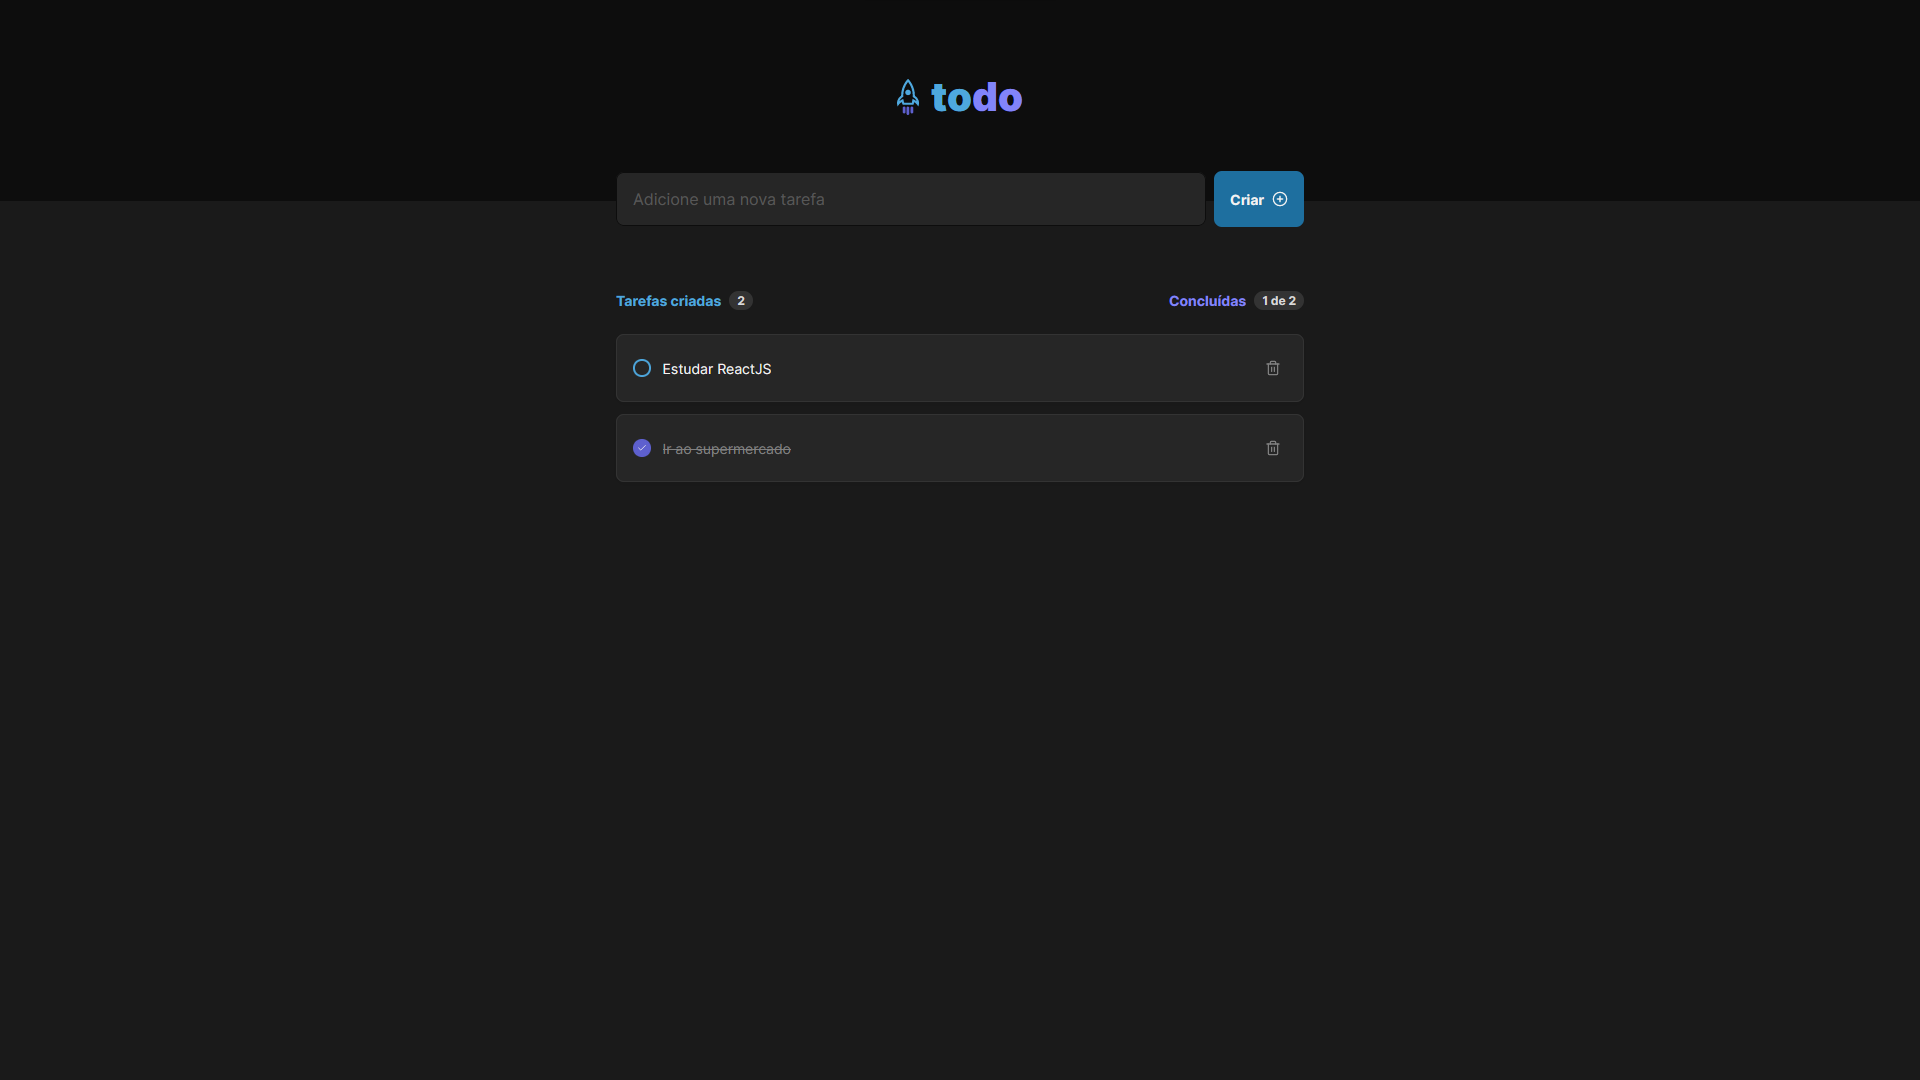 todo
Adicione uma nova tarefa
Criar
Tarefas criadas 2
Concluídas 1 de 2
Estudar ReactJS
Ir ao supermercado